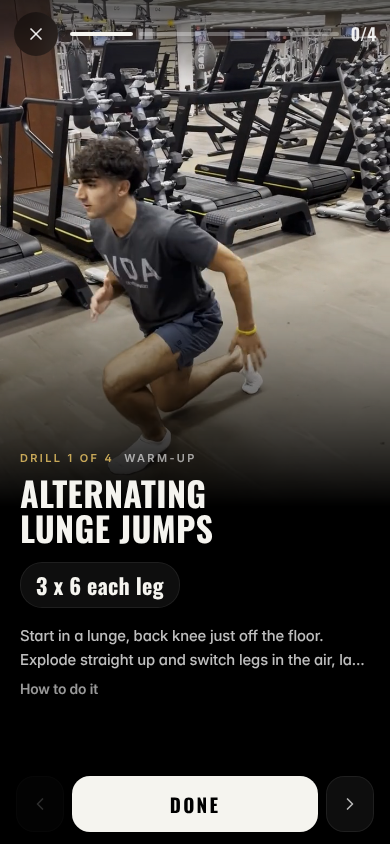 0/4
VDA
DRILL 1 OF 4 WARM-UP
ALTERNATING
LUNGE JUMPS
3 x 6 each leg
Start in a lunge, back knee just off the floor.
Explode straight up and switch legs in the air, la...
How to do it
DONE